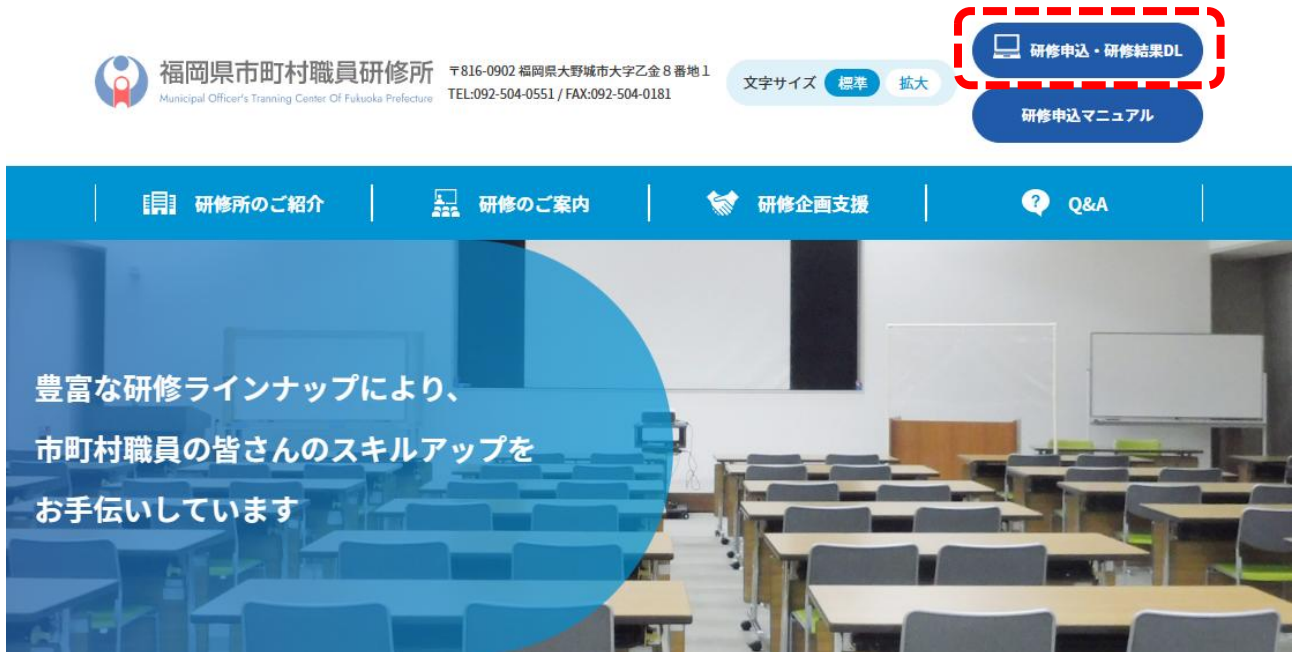 福岡県市町村職員研修所
Municipal Officer's Tranning Center Of Fukuoka Prefecture
〒816-0902 福岡県大野城市大字乙金８番地１
TEL:092-504-0551 / FAX:092-504-0181
文字サイズ 標準 拡大
研修申込・研修結果DL
研修申込マニュアル
研修所のご紹介
研修のご案内
研修企画支援
? Q&A
豊富な研修ラインナップにより、
市町村職員の皆さんのスキルアップを
お手伝いしています